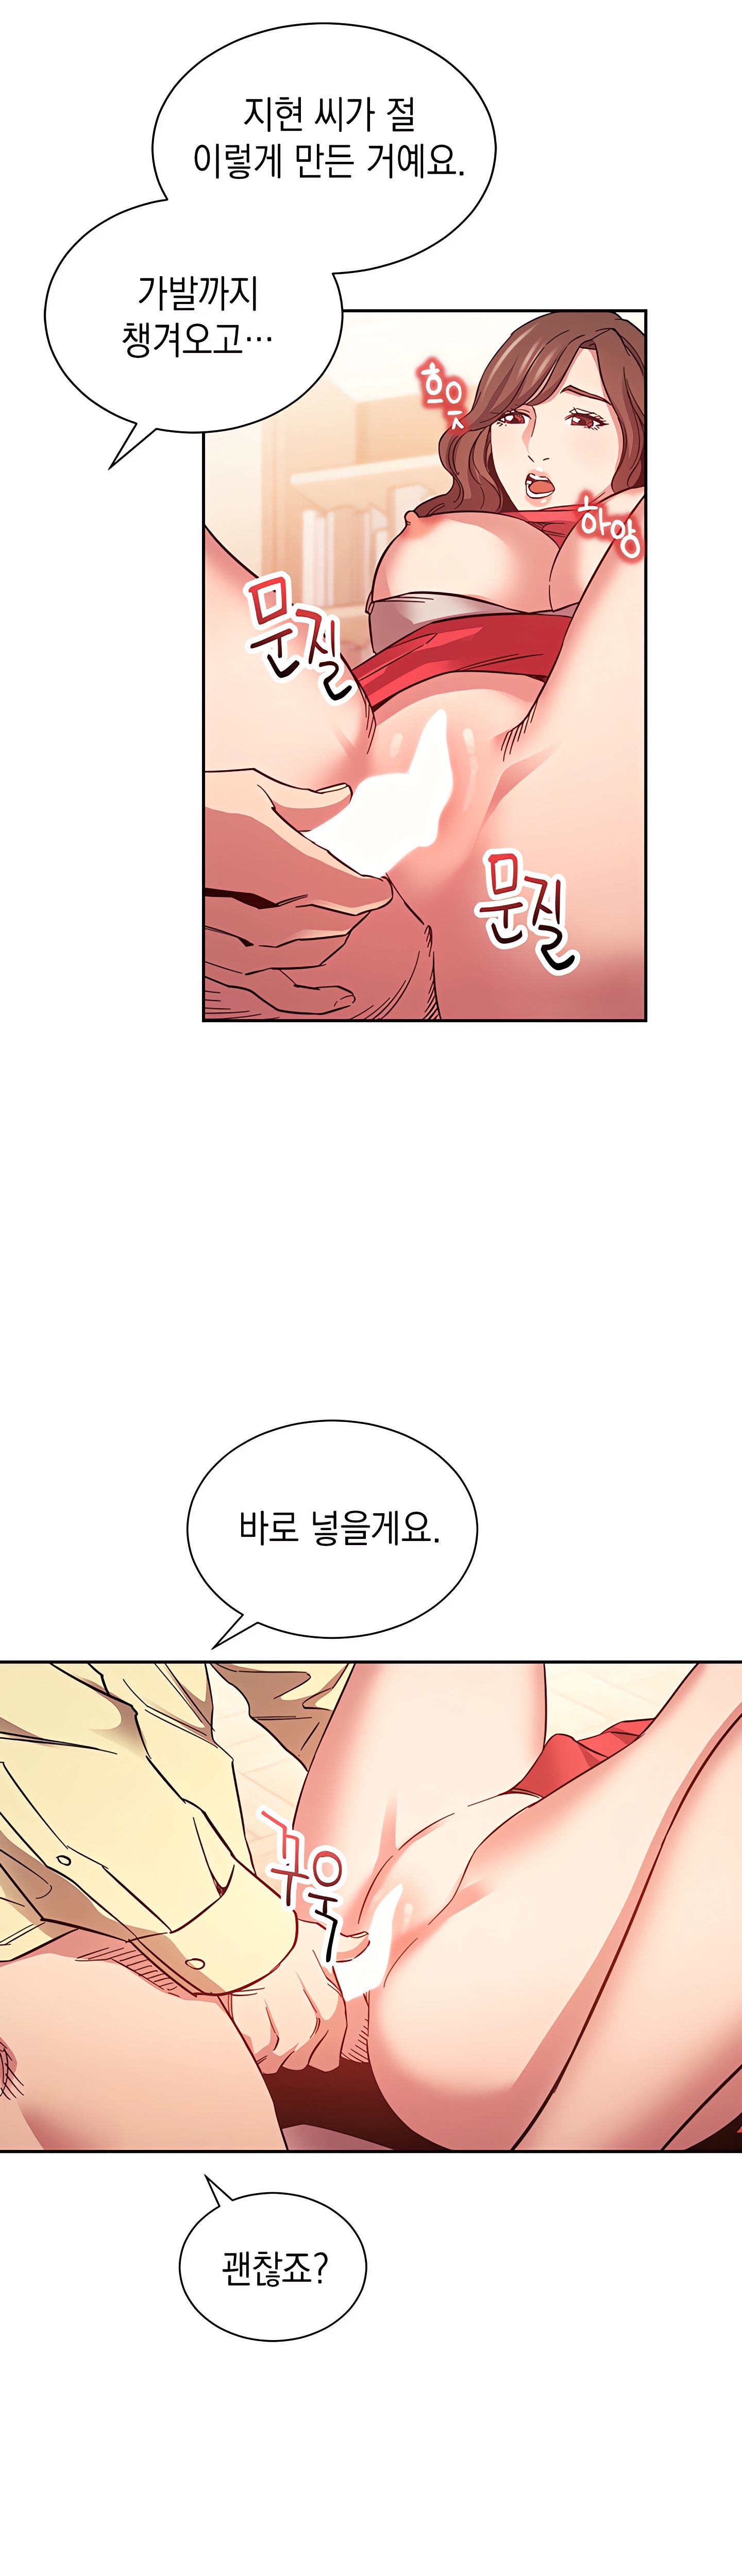 지현 씨가 절
이렇게 만든 거예요.
가발까지
챙겨오고…
흐읏
하앙
문질
문질
바로 넣을게요.
꾸욱
괜찮죠?